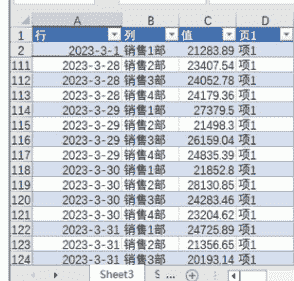 A B C D
1 行 列 值 页1
2 2023-3-1 销售1部 21283.89 项1
111 2023-3-28 销售2部 23407.54 项1
112 2023-3-28 销售3部 24052.78 项1
113 2023-3-28 销售4部 24179.36 项1
114 2023-3-29 销售1部 27379.5 项1
115 2023-3-29 销售2部 21498.3 项1
116 2023-3-29 销售3部 26159.04 项1
117 2023-3-29 销售4部 24835.39 项1
118 2023-3-30 销售1部 21852.8 项1
119 2023-3-30 销售2部 28130.85 项1
120 2023-3-30 销售3部 24283.46 项1
121 2023-3-30 销售4部 23204.62 项1
122 2023-3-31 销售1部 24725.89 项1
123 2023-3-31 销售2部 21356.65 项1
124 2023-3-31 销售3部 20193.14 项1
Sheet3 S ...